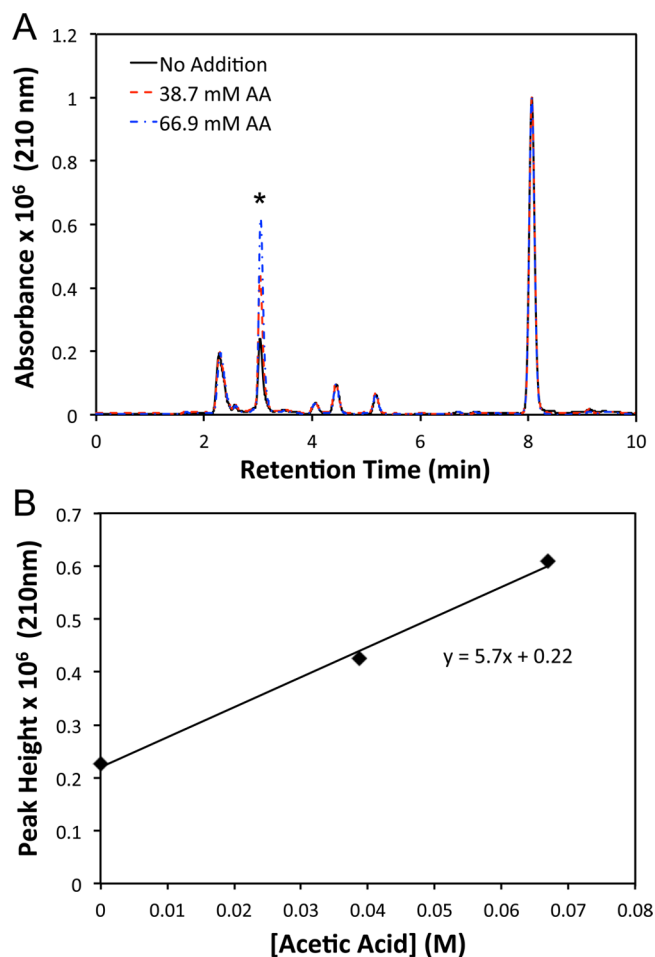 A
1.2
1
0.8
0.6
0.4
0.2
0
Absorbance x 10⁶ (210 nm)
No Addition
38.7 mM AA
66.9 mM AA
*
0 2 4 6 8 10
Retention Time (min)
B
0.7
0.6
0.5
0.4
0.3
0.2
0.1
0
Peak Height x 10⁶ (210nm)
y = 5.7x + 0.22
0 0.01 0.02 0.03 0.04 0.05 0.06 0.07 0.08
[Acetic Acid] (M)